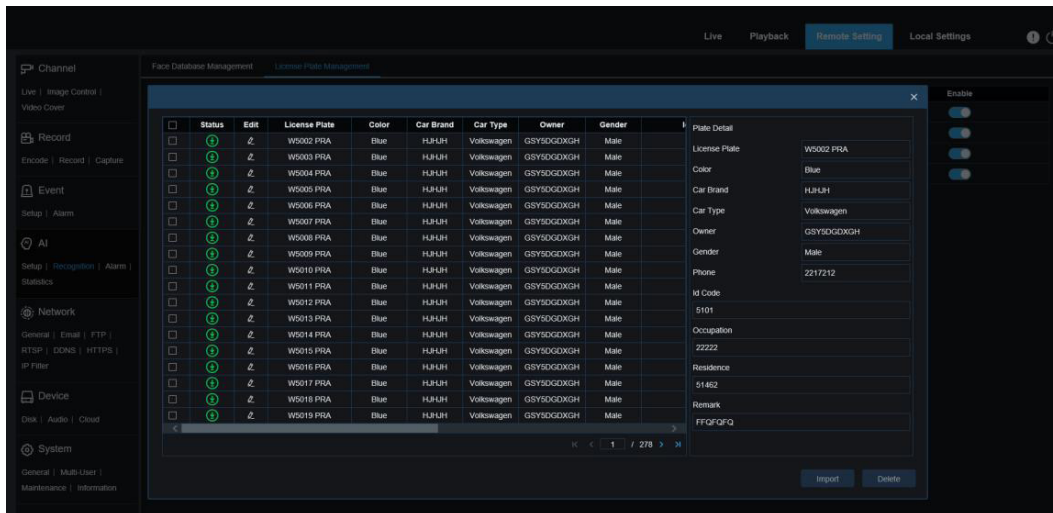 Live Playback Remote Setting Local Settings
Channel
Live | Image Control |
Video Cover
Record
Encode | Record | Capture
Event
Setup | Alarm
AI
Setup | Recognition | Alarm |
Statistics
Network
General | Email | FTP |
RTSP | DDNS | HTTPS |
IP Filter
Device
Disk | Audio | Cloud
System
General | Multi-User |
Maintenance | Information
Face Database Management License Plate Management
Enable
Status Edit License Plate Color Car Brand Car Type Owner Gender
W5002 PRA Blue HJHJH Volkswagen GSY5DGDXGH Male
W5003 PRA Blue HJHJH Volkswagen GSY5DGDXGH Male
W5004 PRA Blue HJHJH Volkswagen GSY5DGDXGH Male
W5005 PRA Blue HJHJH Volkswagen GSY5DGDXGH Male
W5006 PRA Blue HJHJH Volkswagen GSY5DGDXGH Male
W5007 PRA Blue HJHJH Volkswagen GSY5DGDXGH Male
W5008 PRA Blue HJHJH Volkswagen GSY5DGDXGH Male
W5009 PRA Blue HJHJH Volkswagen GSY5DGDXGH Male
W5010 PRA Blue HJHJH Volkswagen GSY5DGDXGH Male
W5011 PRA Blue HJHJH Volkswagen GSY5DGDXGH Male
W5012 PRA Blue HJHJH Volkswagen GSY5DGDXGH Male
W5013 PRA Blue HJHJH Volkswagen GSY5DGDXGH Male
W5014 PRA Blue HJHJH Volkswagen GSY5DGDXGH Male
W5015 PRA Blue HJHJH Volkswagen GSY5DGDXGH Male
W5016 PRA Blue HJHJH Volkswagen GSY5DGDXGH Male
W5017 PRA Blue HJHJH Volkswagen GSY5DGDXGH Male
W5018 PRA Blue HJHJH Volkswagen GSY5DGDXGH Male
W5019 PRA Blue HJHJH Volkswagen GSY5DGDXGH Male
1 / 278
Plate Detail
License Plate W5002 PRA
Color Blue
Car Brand HJHJH
Car Type Volkswagen
Owner GSY5DGDXGH
Gender Male
Phone 2217212
Id Code
5101
Occupation
22222
Residence
51462
Remark
FFQFQFQ
Import Delete